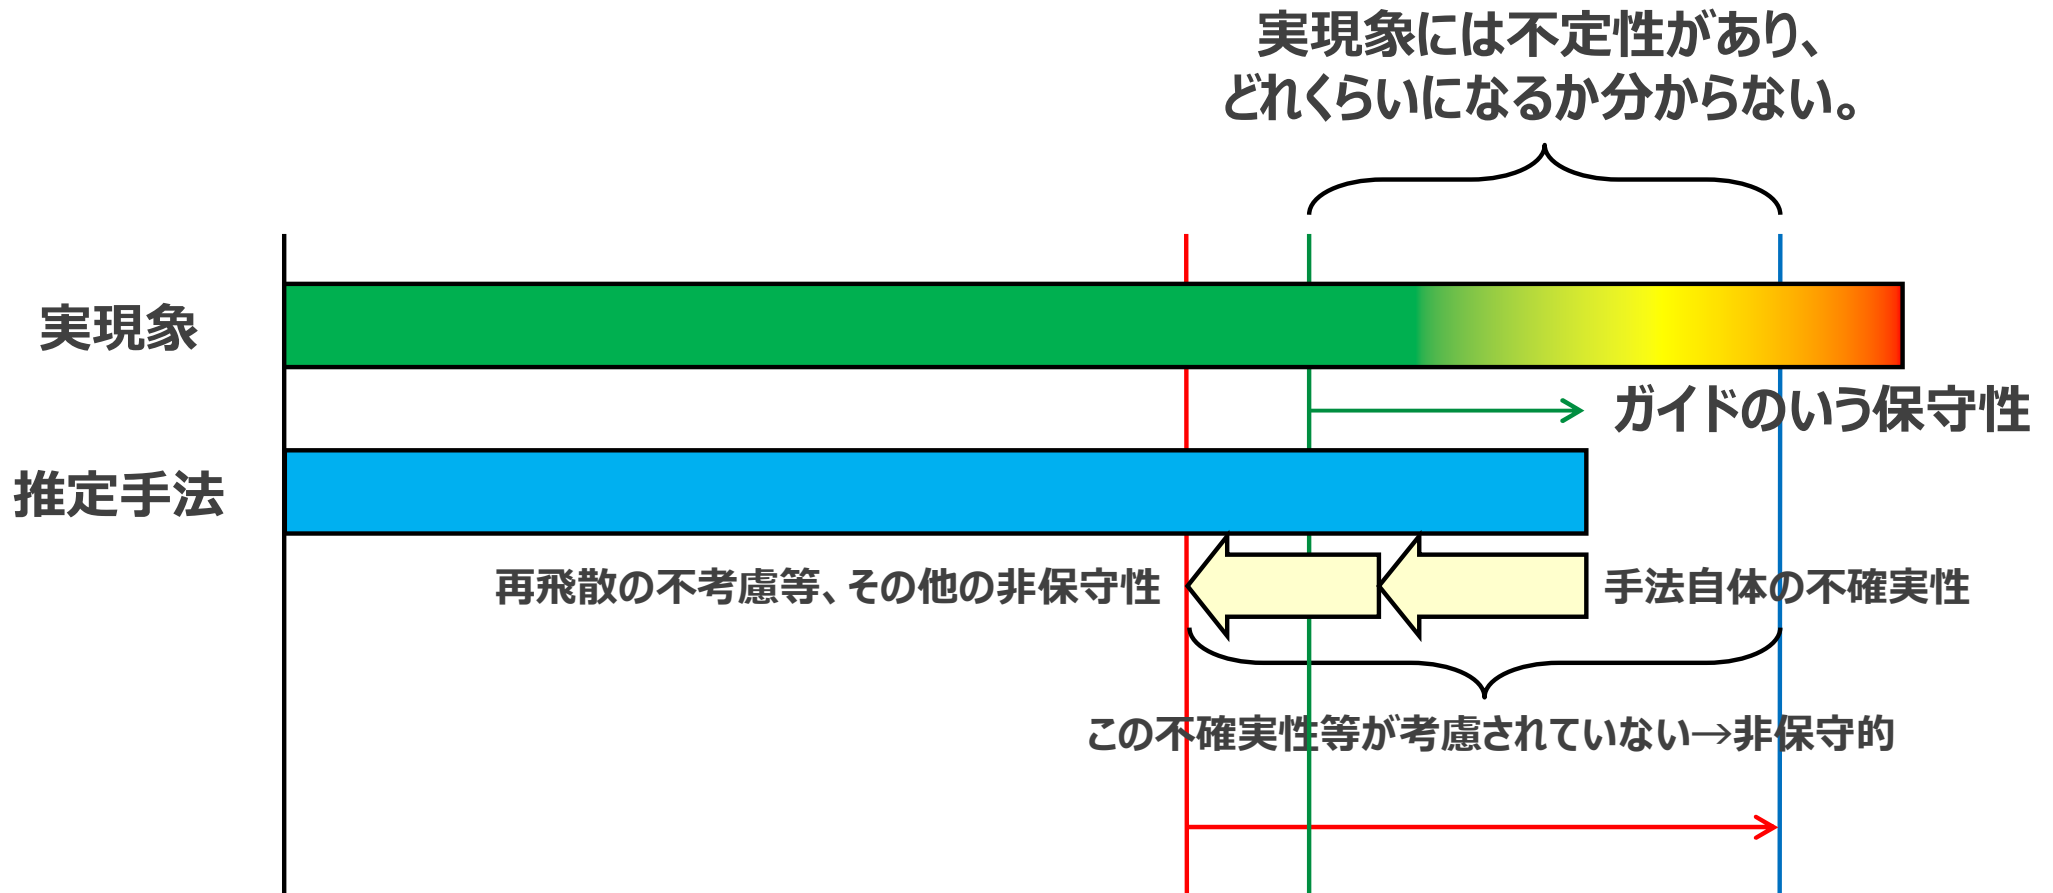 実現象には不定性があり、
どれくらいになるか分からない。
実現象
ガイドのいう保守性
推定手法
再飛散の不考慮等、その他の非保守性
手法自体の不確実性
この不確実性等が考慮されていない→非保守的